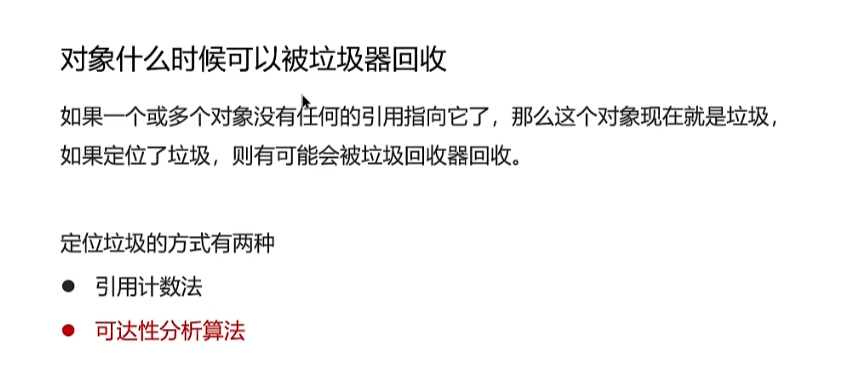 对象什么时候可以被垃圾器回收
如果一个或多个对象没有任何的引用指向它了，那么这个对象现在就是垃圾，
如果定位了垃圾，则有可能会被垃圾回收器回收。
定位垃圾的方式有两种
● 引用计数法
● 可达性分析算法